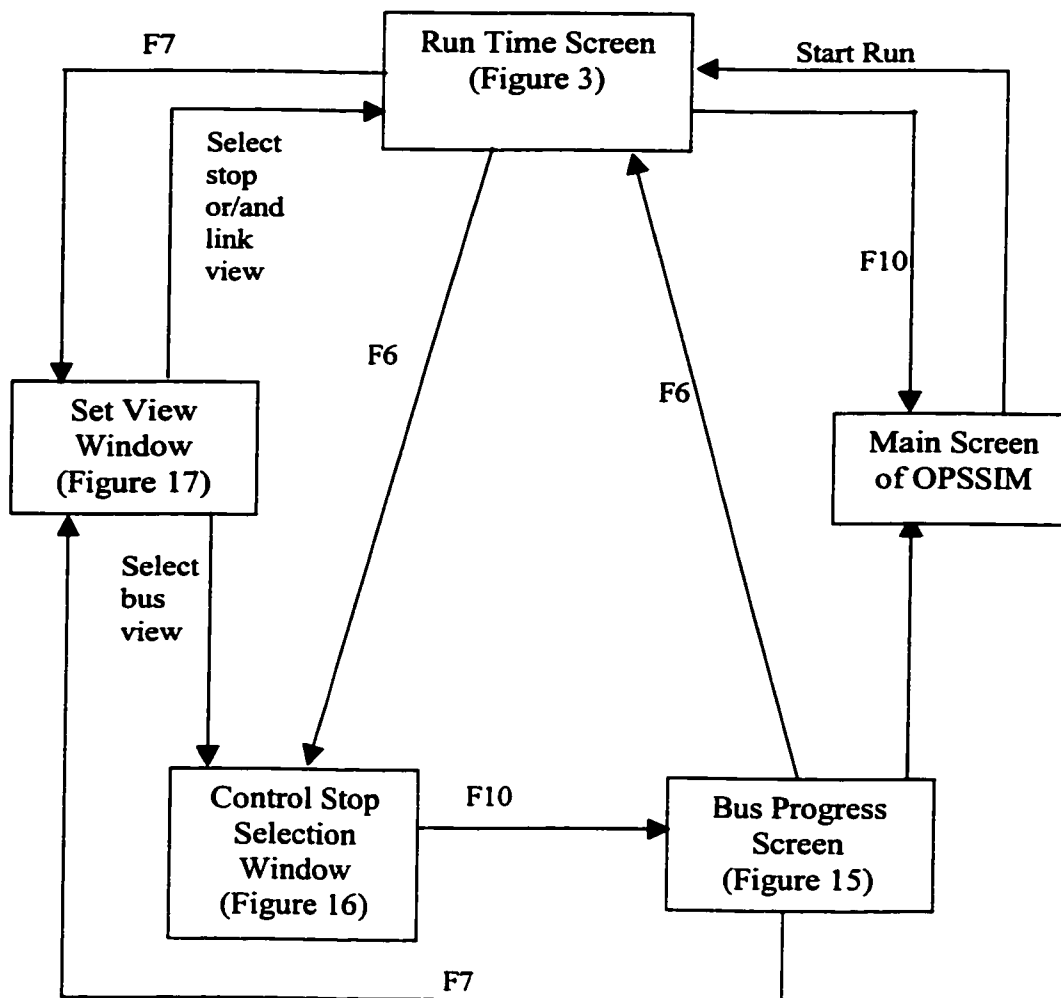 F7
Run Time Screen
(Figure 3)
Start Run
Select
stop
or/and
link
view
F10
F6
F6
Set View
Window
(Figure 17)
Main Screen
of OPSSIM
Select
bus
view
Control Stop
Selection
Window
(Figure 16)
F10
Bus Progress
Screen
(Figure 15)
F7